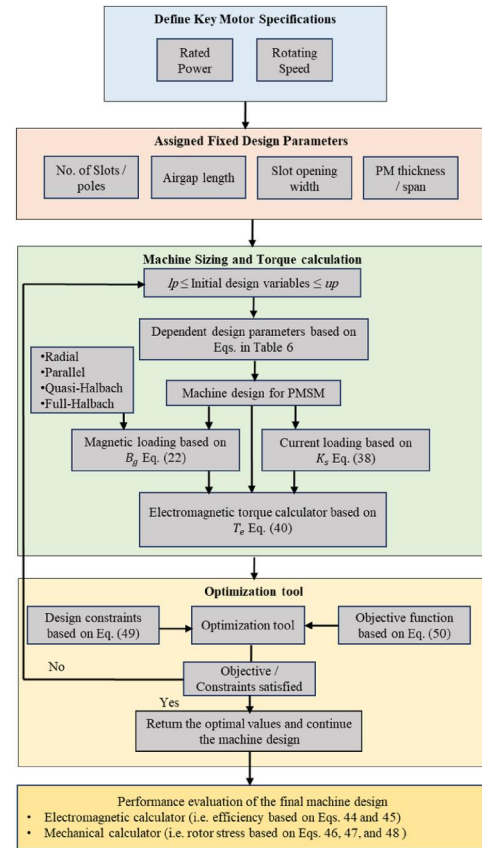 Define Key Motor Specifications
Rated
Power
Rotating
Speed
Assigned Fixed Design Parameters
No. of Slots /
poles
Airgap length
Slot opening
width
PM thickness
/ span
Machine Sizing and Torque calculation
lp ≤ Initial design variables ≤ up
Dependent design parameters based on
Eqs. in Table 6
•Radial
•Parallel
•Quasi-Halbach
•Full-Halbach
Machine design for PMSM
Magnetic loading based on
B_g Eq. (22)
Current loading based on
K_s Eq. (38)
Electromagnetic torque calculator based on
T_e Eq. (40)
Optimization tool
Design constraints
based on Eq. (49)
Optimization tool
Objective function
based on Eq. (50)
No
Objective /
Constraints satisfied
Yes
Return the optimal values and continue
the machine design
Performance evaluation of the final machine design
• Electromagnetic calculator (i.e. efficiency based on Eqs. 44 and 45)
• Mechanical calculator (i.e. rotor stress based on Eqs. 46, 47, and 48 )